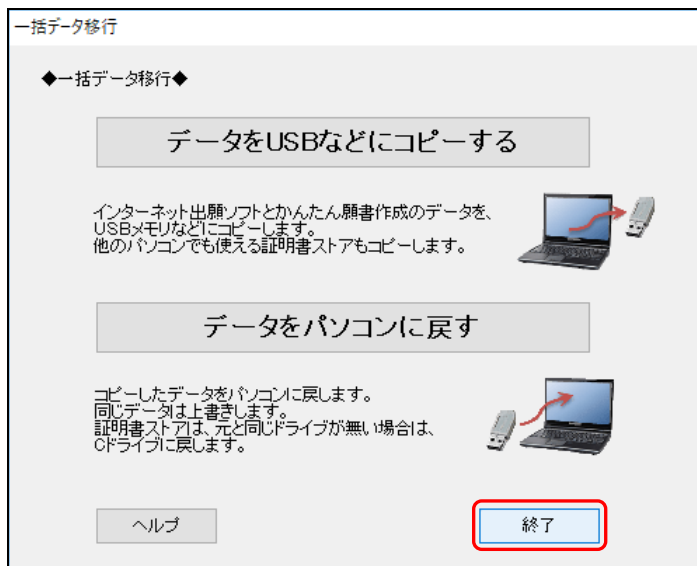 一括データ移行
◆一括データ移行◆
データをUSBなどにコピーする
インターネット出願ソフトとかんたん願書作成のデータを、
USBメモリなどにコピーします。
他のパソコンでも使える証明書ストアもコピーします。
データをパソコンに戻す
コピーしたデータをパソコンに戻します。
同じデータは上書きします。
証明書ストアは、元と同じドライブが無い場合は、
Cドライブに戻します。
ヘルプ
終了